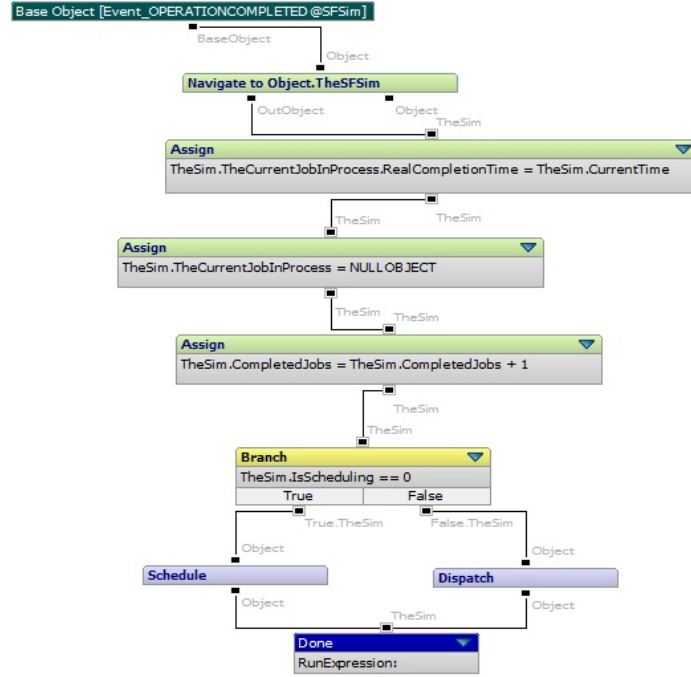 Base Object [Event_OPERATIONCOMPLETED @SFSim]
BaseObject
Object
Navigate to Object.TheSFSim
OutObject Object
TheSim
Assign
TheSim.TheCurrentJobInProcess.RealCompletionTime = TheSim.CurrentTime
TheSim TheSim
Assign
TheSim.TheCurrentJobInProcess = NULLOBJECT
TheSim TheSim
Assign
TheSim.CompletedJobs = TheSim.CompletedJobs + 1
TheSim
TheSim
Branch
TheSim.IsScheduling == 0
True False
True.TheSim False.TheSim
Object Object
Schedule Dispatch
Object TheSim Object
Done
RunExpression: